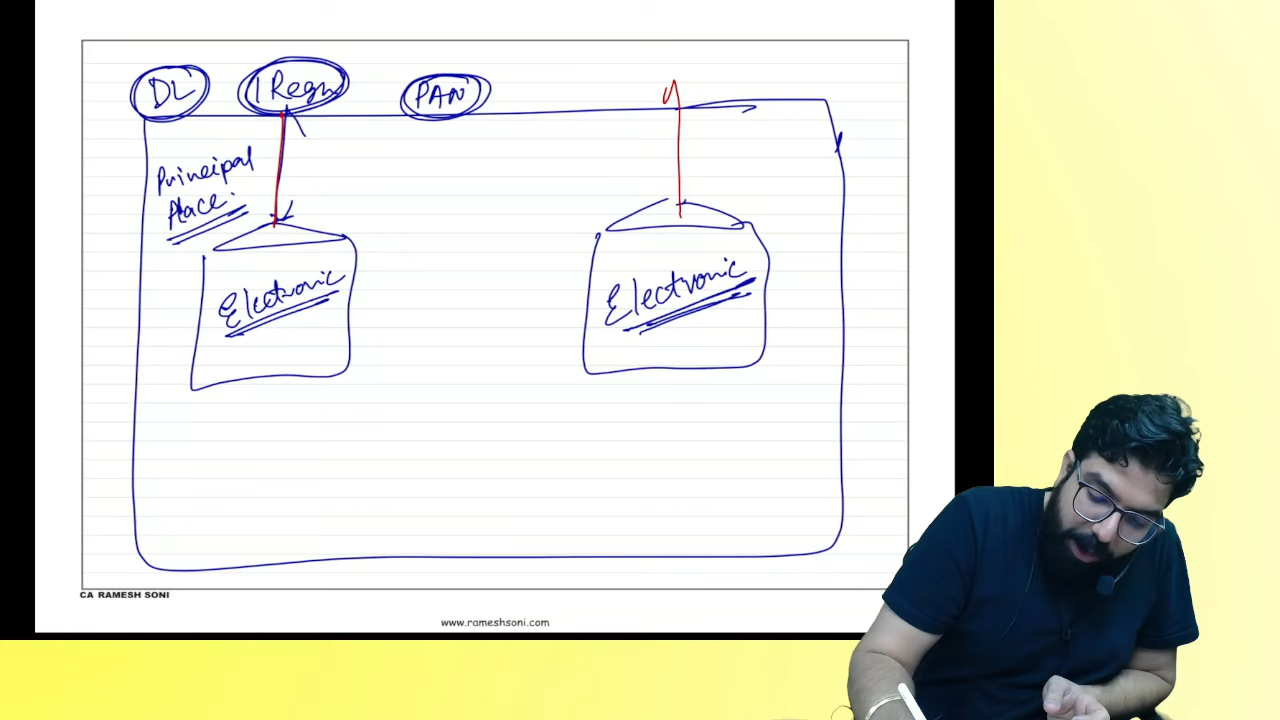 DL 1 Regn PAN
Principal
Place.
Electronic
Electronic
CA RAMESH SONI
www.rameshsoni.com